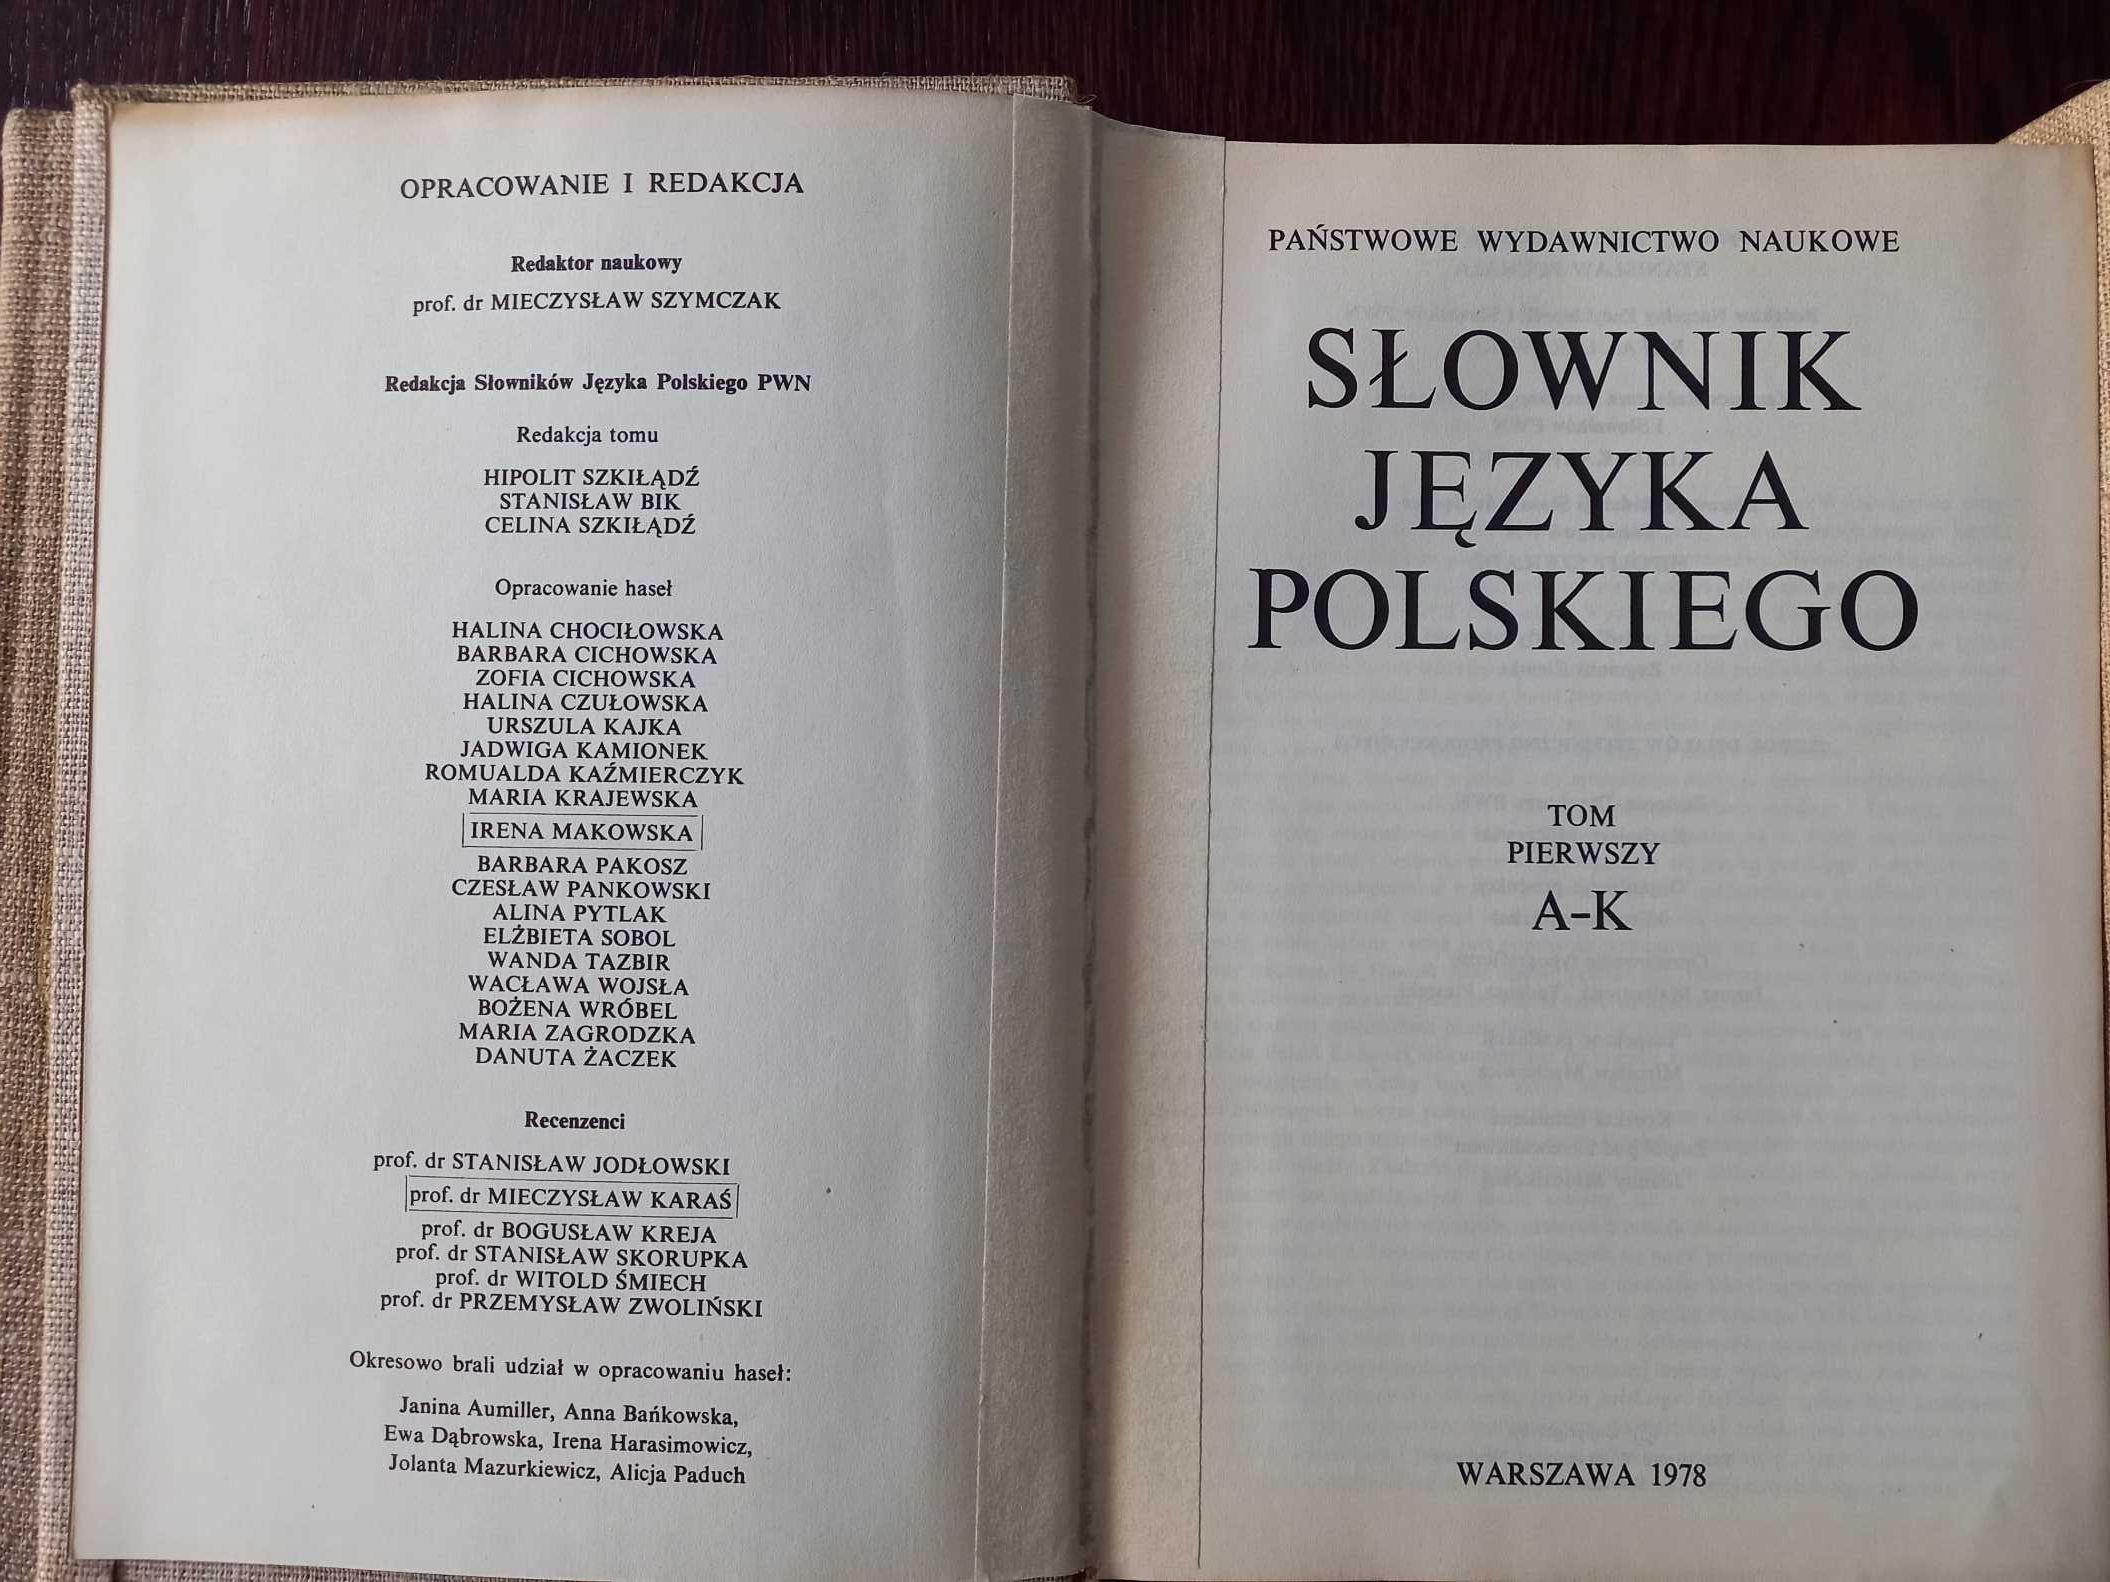 OPRACOWANIE I REDAKCJA
Redaktor naukowy
prof. dr MIECZYSŁAW SZYMCZAK
Redakcja Słowników Języka Polskiego PWN
Redakcja tomu
HIPOLIT SZKIŁĄDŹ
STANISŁAW BIK
CELINA SZKIŁĄDŹ
Opracowanie haseł
HALINA CHOCIŁOWSKA
BARBARA CICHOWSKA
ZOFIA CICHOWSKA
HALINA CZUŁOWSKA
URSZULA KAJKA
JADWIGA KAMIONEK
ROMUALDA KAŹMIERCZYK
MARIA KRAJEWSKA
IRENA MAKOWSKA
BARBARA PAKOSZ
CZESŁAW PANKOWSKI
ALINA PYTLAK
ELŻBIETA SOBOL
WANDA TAZBIR
WACŁAWA WOJSŁA
BOŻENA WRÓBEL
MARIA ZAGRODZKA
DANUTA ŻACZEK
Recenzenci
prof. dr STANISŁAW JODŁOWSKI
prof. dr MIECZYSŁAW KARAŚ
prof. dr BOGUSŁAW KREJA
prof. dr STANISŁAW SKORUPKA
prof. dr WITOLD ŚMIECH
prof. dr PRZEMYSŁAW ZWOLIŃSKI
Okresowo brali udział w opracowaniu haseł:
Janina Aumiller, Anna Bańkowska,
Ewa Dąbrowska, Irena Harasimowicz,
Jolanta Mazurkiewicz, Alicja Paduch
PAŃSTWOWE WYDAWNICTWO NAUKOWE
SŁOWNIK
JĘZYKA
POLSKIEGO
TOM
PIERWSZY
A-K
WARSZAWA 1978